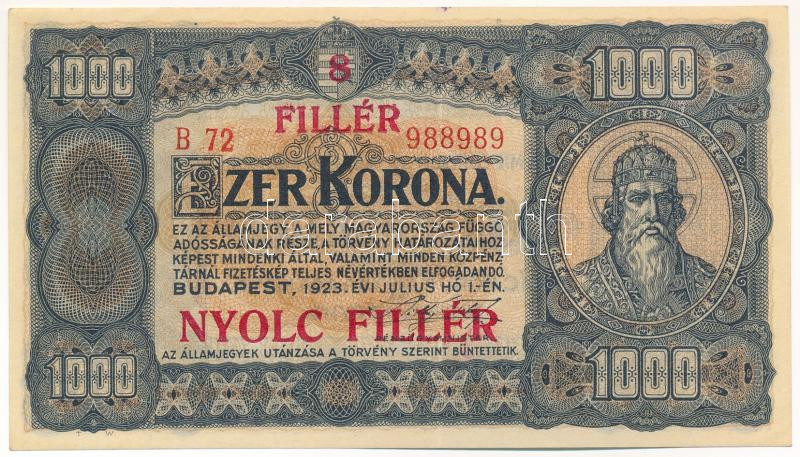 1000 1000
8
FILLÉR
B 72 988989
EZER KORONA.
EZ AZ ÁLLAMJEGY A MELY MAGYARORSZÁG FÜGGŐ
ADÓSSÁGÁNAK RÉSZE, A TÖRVÉNY HATÁROZATAIHOZ
KÉPEST MINDENKI ÁLTAL VALAMINT MINDEN KÖZPÉNZ-
TÁRNÁL FIZETÉSKÉP TELJES NÉVÉRTÉKBEN ELFOGADANDÓ.
BUDAPEST, 1923. ÉVI JULIUS HÓ 1.-ÉN.
NYOLC FILLÉR
AZ ÁLLAMJEGYEK UTÁNZÁSA A TÖRVÉNY SZERINT BÜNTETTETIK.
1000 1000
T W.
darabanth